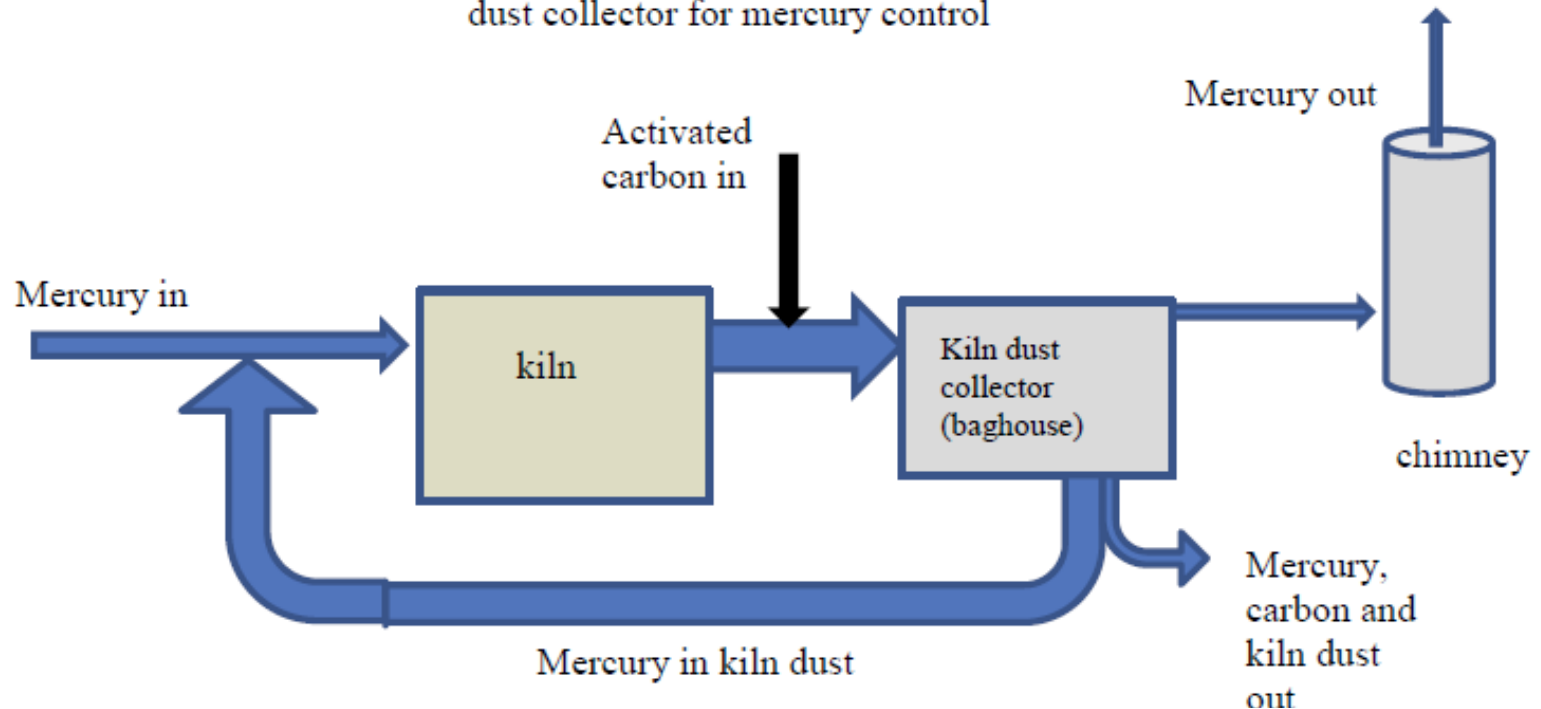 dust collector for mercury control
Mercury out
Activated
carbon in
Mercury in
kiln
Kiln dust
collector
(baghouse)
chimney
Mercury,
carbon and
kiln dust
out
Mercury in kiln dust